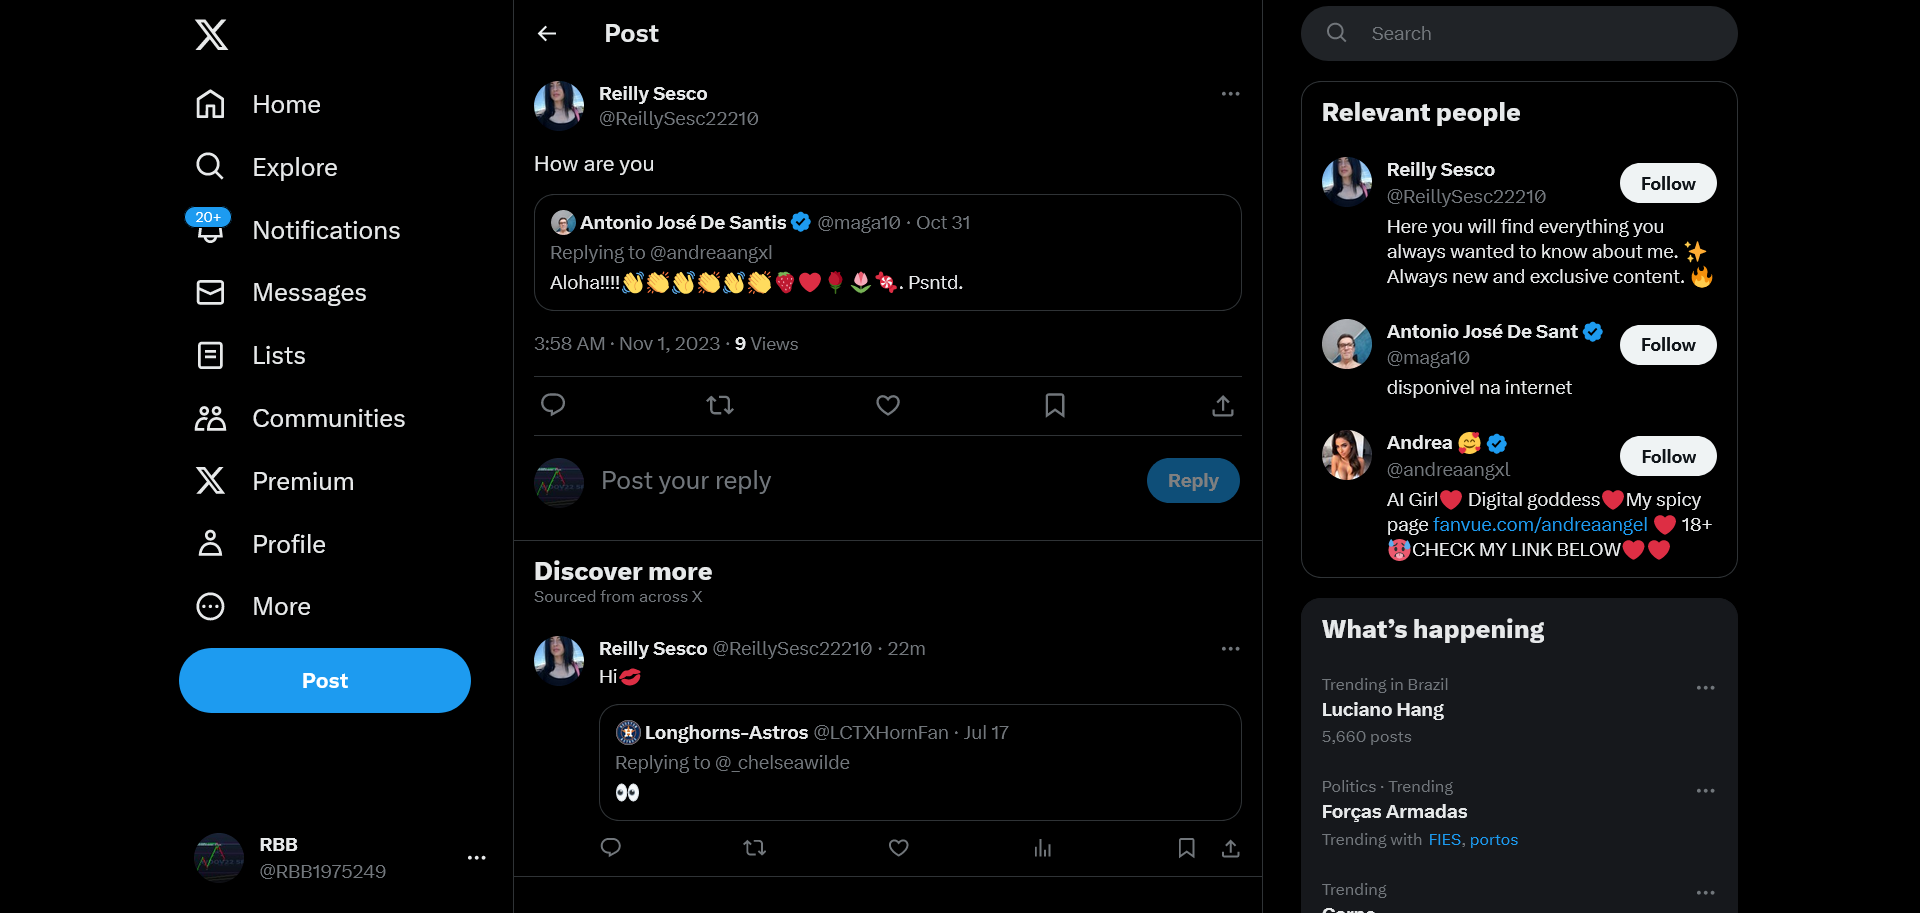 Home
Explore
20+
Notifications
Messages
Lists
Communities
Premium
Profile
More
Post
RBB
@RBB1975249
Post
Reilly Sesco
@ReillySesc22210
How are you
Antonio José De Santis @maga10 · Oct 31
Replying to @andreaangxl
Aloha!!!!👋👏👋👏👋👏🍓❤️🌹🌷🍬. Psntd.
3:58 AM · Nov 1, 2023 · 9 Views
Post your reply
Reply
Discover more
Sourced from across X
Reilly Sesco @ReillySesc22210 · 22m
Hi💋
Longhorns-Astros @LCTXHornFan · Jul 17
Replying to @_chelseawilde
👀
Search
Relevant people
Reilly Sesco
@ReillySesc22210
Follow
Here you will find everything you
always wanted to know about me. ✨
Always new and exclusive content. 🔥
Antonio José De Sant
@maga10
Follow
disponivel na internet
Andrea 🥰
@andreaangxl
Follow
AI Girl❤️ Digital goddess❤️My spicy
page fanvue.com/andreaangel ❤️ 18+
🥵CHECK MY LINK BELOW❤️❤️
What's happening
Trending in Brazil
Luciano Hang
5,660 posts
Politics · Trending
Forças Armadas
Trending with FIES, portos
Trending